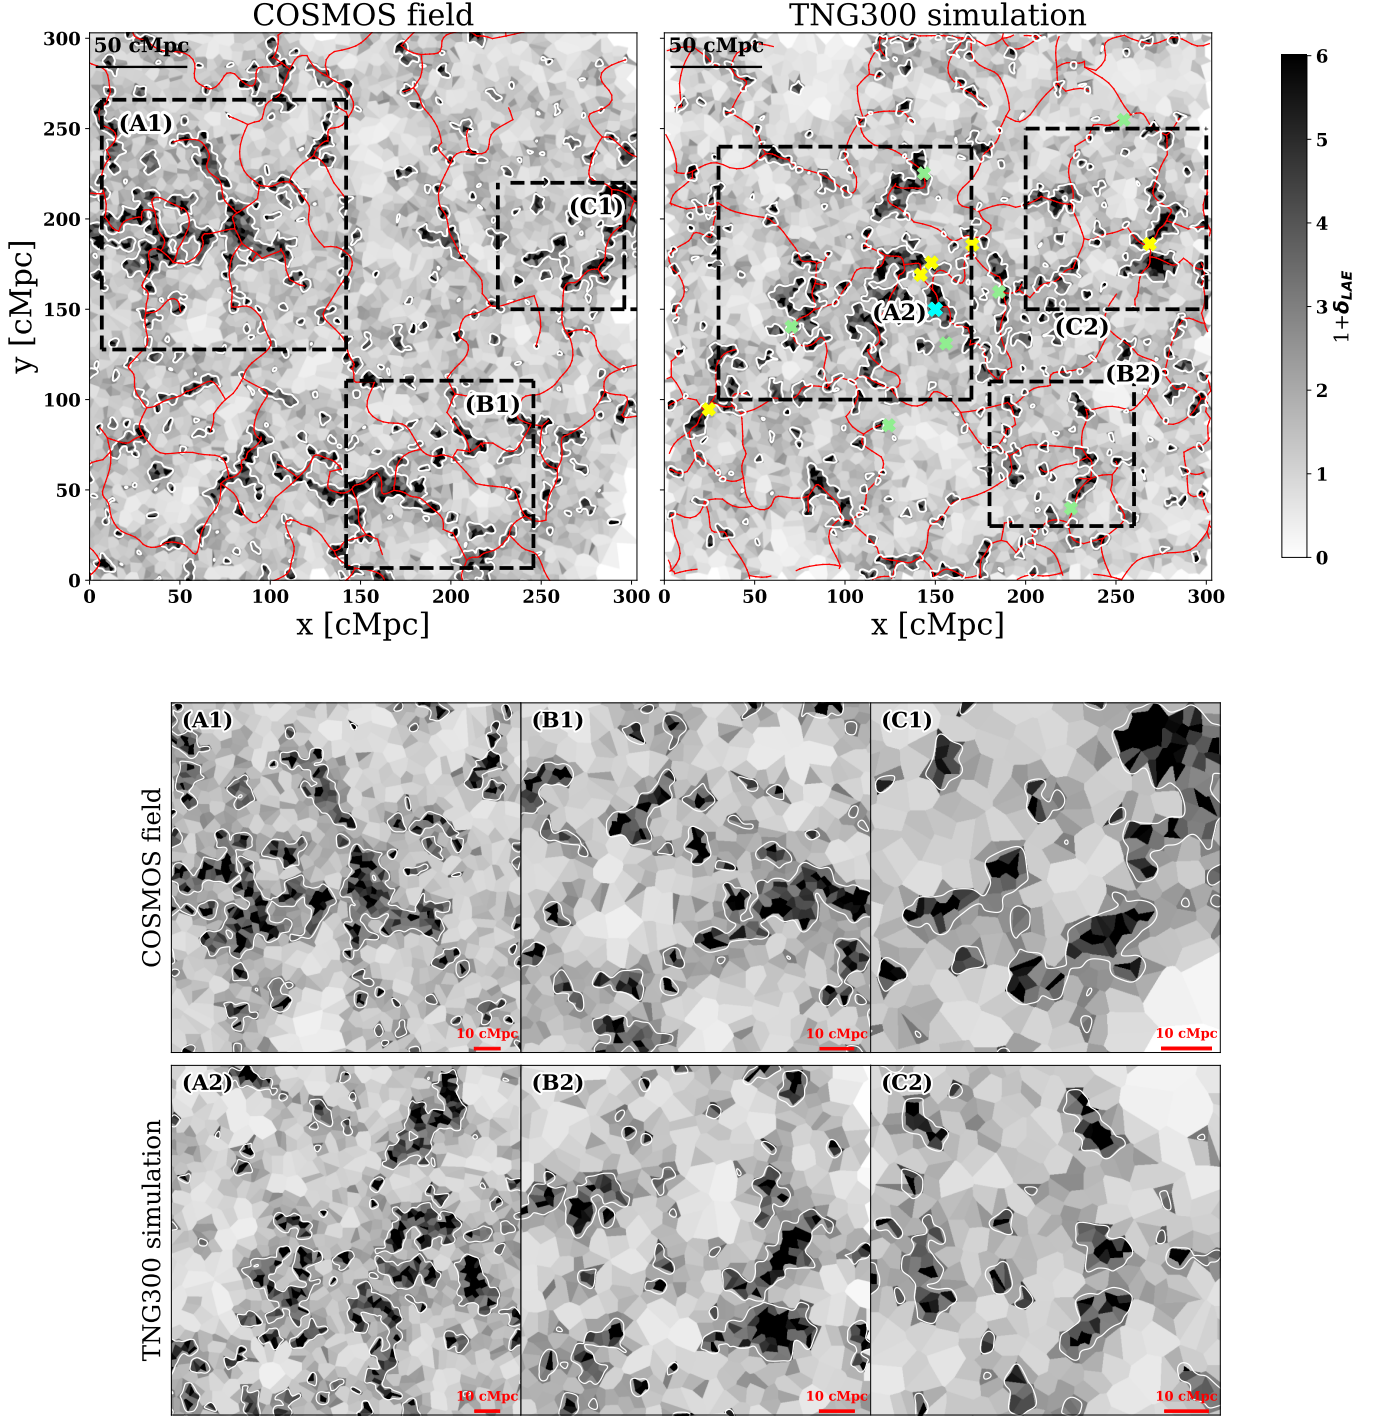 COSMOS field
TNG300 simulation
50 cMpc
50 cMpc
(A1)
(B1)
(C1)
(A2)
(B2)
(C2)
300
250
200
150
100
50
0
y [cMpc]
0 50 100 150 200 250 300
x [cMpc]
0 50 100 150 200 250 300
x [cMpc]
6
5
4
3
2
1
0
1+δLAE
COSMOS field
(A1)
10 cMpc
(B1)
10 cMpc
(C1)
10 cMpc
TNG300 simulation
(A2)
10 cMpc
(B2)
10 cMpc
(C2)
10 cMpc